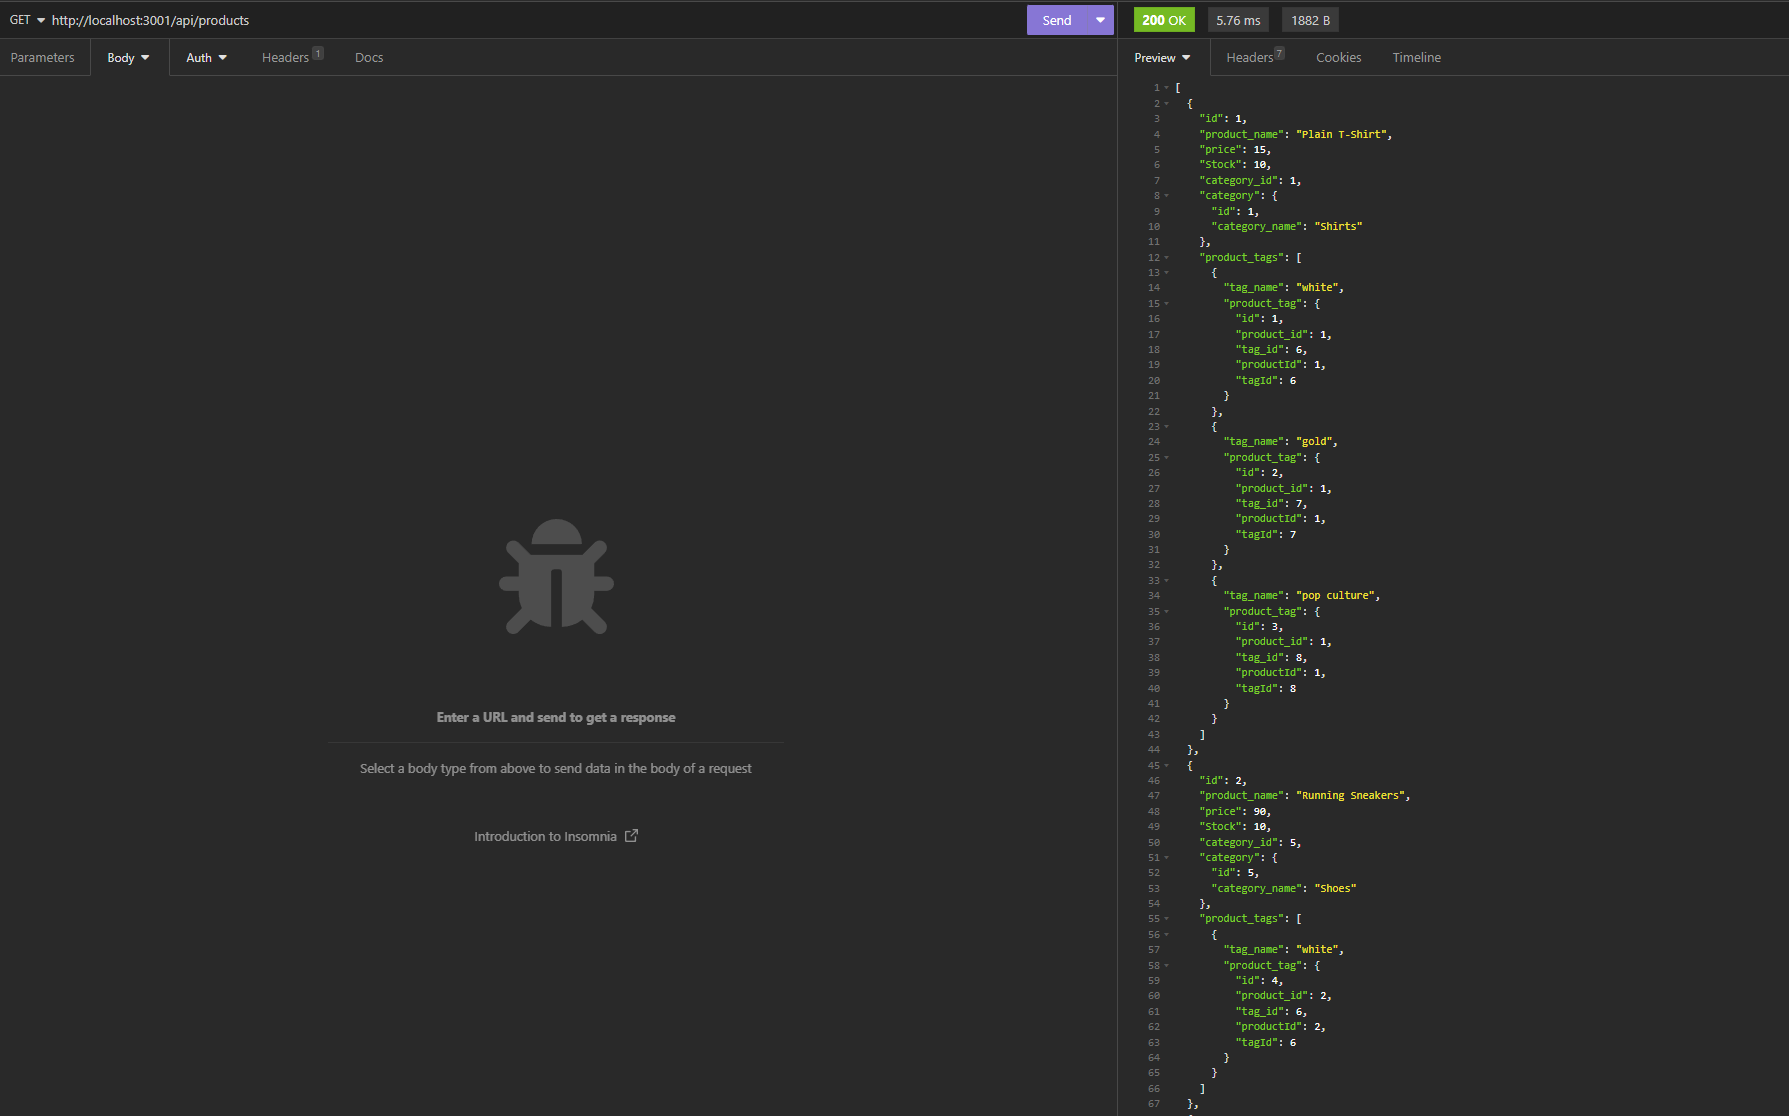 GET http://localhost:3001/api/products Send 200 OK 5.76 ms 1882 B
Parameters Body Auth Headers 1 Docs Preview Headers 7 Cookies Timeline
Enter a URL and send to get a response
Select a body type from above to send data in the body of a request
Introduction to Insomnia
1 [
2 {
3 "id": 1,
4 "product_name": "Plain T-Shirt",
5 "price": 15,
6 "Stock": 10,
7 "category_id": 1,
8 "category": {
9 "id": 1,
10 "category_name": "Shirts"
11 },
12 "product_tags": [
13 {
14 "tag_name": "white",
15 "product_tag": {
16 "id": 1,
17 "product_id": 1,
18 "tag_id": 6,
19 "productId": 1,
20 "tagId": 6
21 }
22 },
23 {
24 "tag_name": "gold",
25 "product_tag": {
26 "id": 2,
27 "product_id": 1,
28 "tag_id": 7,
29 "productId": 1,
30 "tagId": 7
31 }
32 },
33 {
34 "tag_name": "pop culture",
35 "product_tag": {
36 "id": 3,
37 "product_id": 1,
38 "tag_id": 8,
39 "productId": 1,
40 "tagId": 8
41 }
42 }
43 ]
44 },
45 {
46 "id": 2,
47 "product_name": "Running Sneakers",
48 "price": 90,
49 "Stock": 10,
50 "category_id": 5,
51 "category": {
52 "id": 5,
53 "category_name": "Shoes"
54 },
55 "product_tags": [
56 {
57 "tag_name": "white",
58 "product_tag": {
59 "id": 4,
60 "product_id": 2,
61 "tag_id": 6,
62 "productId": 2,
63 "tagId": 6
64 }
65 }
66 ]
67 },